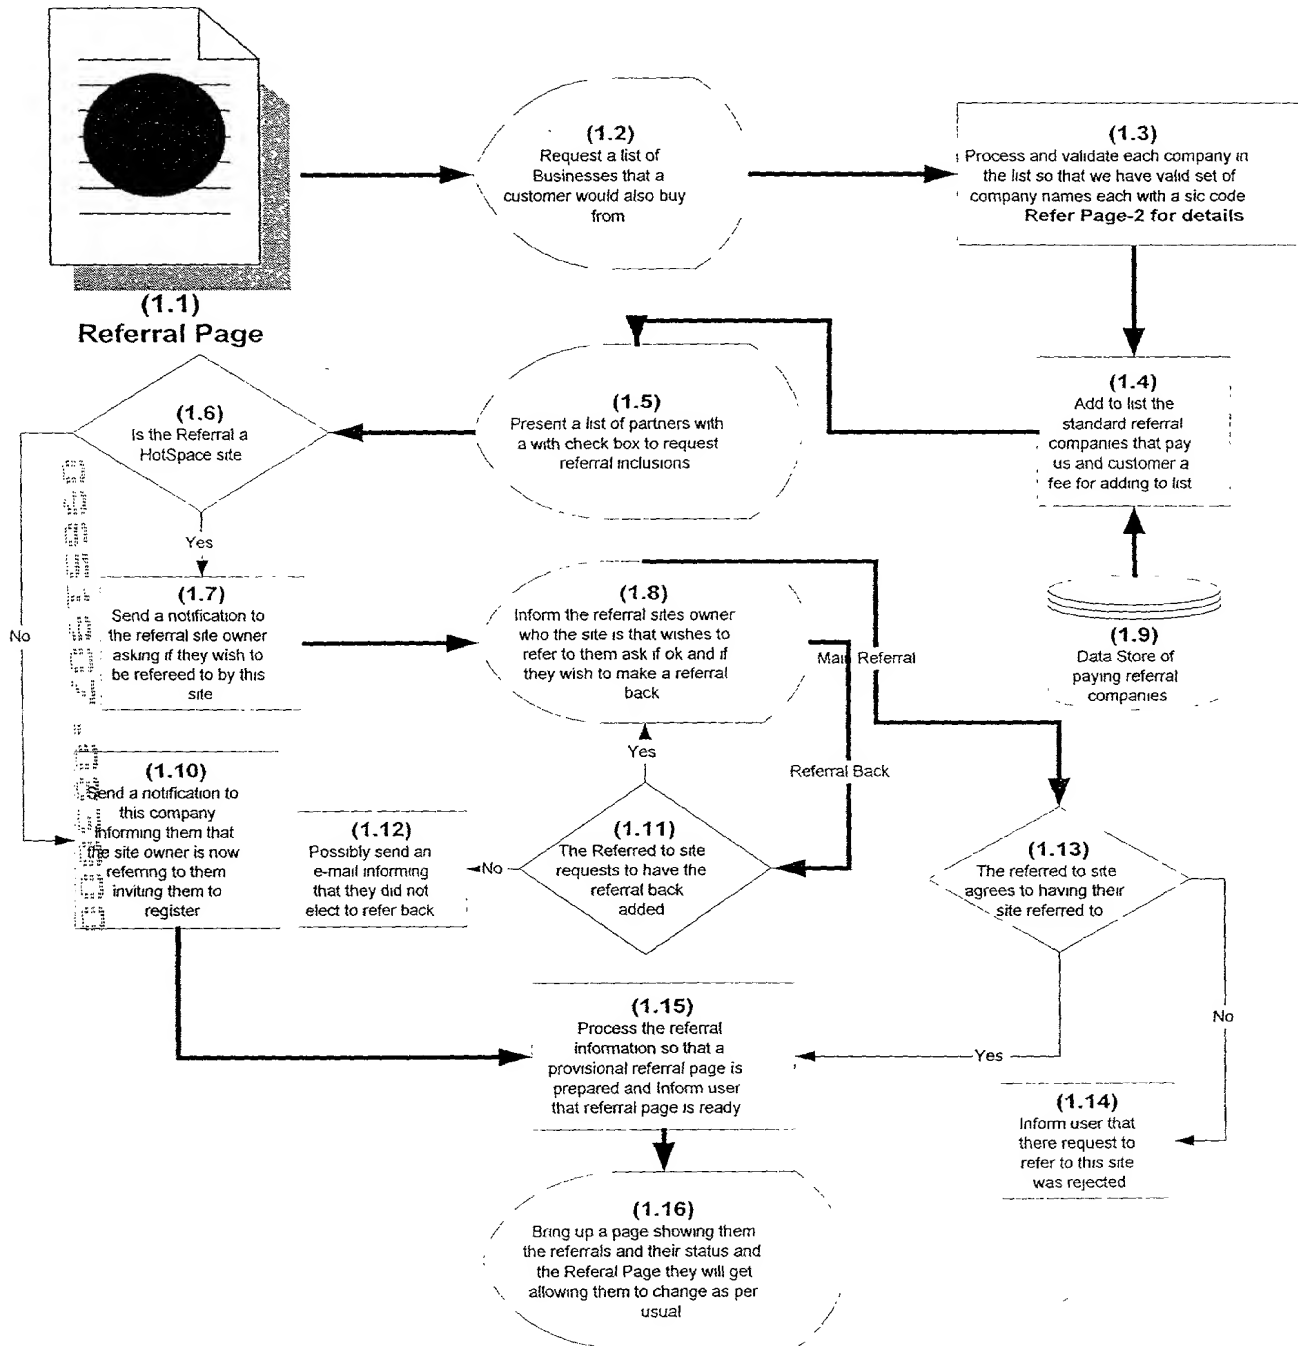 (1.1)
Referral Page
(1.2)
Request a list of
Businesses that a
customer would also buy
from
(1.3)
Process and validate each company in
the list so that we have valid set of
company names each with a sic code
Refer Page-2 for details
(1.4)
Add to list the
standard referral
companies that pay
us and customer a
fee for adding to list
(1.5)
Present a list of partners with
a with check box to request
referral inclusions
(1.6)
Is the Referral a
HotSpace site
Yes
No
(1.7)
Send a notification to
the referral site owner
asking if they wish to
be refereed to by this
site
(1.8)
Inform the referral sites owner
who the site is that wishes to
refer to them ask if ok and if
they wish to make a referral
back
Main Referral
Referral Back
(1.9)
Data Store of
paying referral
companies
(1.10)
Send a notification to
this company
informing them that
the site owner is now
referring to them
inviting them to
register
Yes
(1.11)
The Referred to site
requests to have the
referral back
added
No
(1.12)
Possibly send an
e-mail informing
that they did not
elect to refer back
(1.13)
The referred to site
agrees to having their
site referred to
Yes
No
(1.14)
Inform user that
there request to
refer to this site
was rejected
(1.15)
Process the referral
information so that a
provisional referral page is
prepared and Inform user
that referral page is ready
(1.16)
Bring up a page showing them
the referrals and their status and
the Referal Page they will get
allowing them to change as per
usual